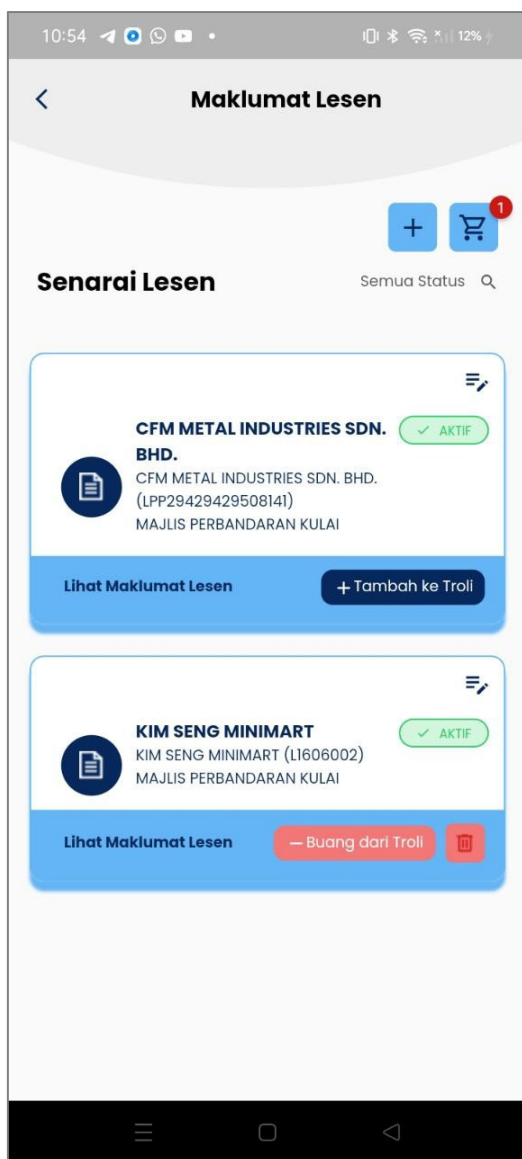 10:54
12%
Maklumat Lesen
1
Senarai Lesen
Semua Status
CFM METAL INDUSTRIES SDN.
BHD.
AKTIF
CFM METAL INDUSTRIES SDN. BHD.
(LPP29429429508141)
MAJLIS PERBANDARAN KULAI
Lihat Maklumat Lesen
+ Tambah ke Troli
KIM SENG MINIMART
AKTIF
KIM SENG MINIMART (L1606002)
MAJLIS PERBANDARAN KULAI
Lihat Maklumat Lesen
– Buang dari Troli